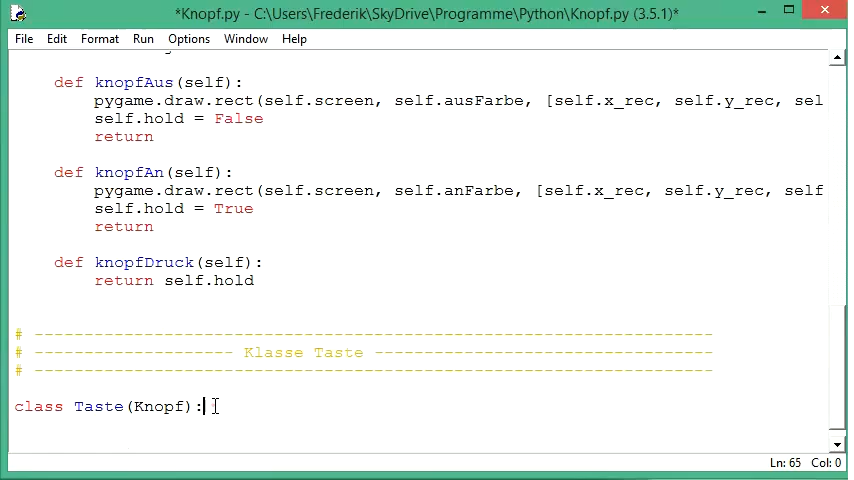 *Knopf.py - C:\Users\Frederik\SkyDrive\Programme\Python\Knopf.py (3.5.1)*
File Edit Format Run Options Window Help
def knopfAus(self):
pygame.draw.rect(self.screen, self.ausFarbe, [self.x_rec, self.y_rec, sel
self.hold = False
return
def knopfAn(self):
pygame.draw.rect(self.screen, self.anFarbe, [self.x_rec, self.y_rec, self
self.hold = True
return
def knopfDruck(self):
return self.hold
# --------------------------------------------------------------------
# -------------------- Klasse Taste ----------------------------------
# --------------------------------------------------------------------
class Taste(Knopf):
Ln: 65 Col: 0